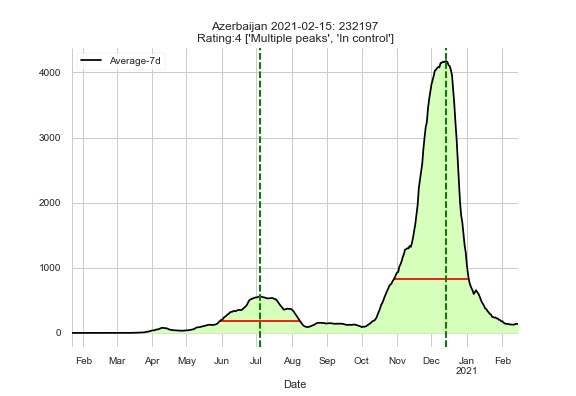 Azerbaijan 2021-02-15: 232197
Rating:4 ['Multiple peaks', 'In control']
Average-7d
4000
3000
2000
1000
0
Feb Mar Apr May Jun Jul Aug Sep Oct Nov Dec Jan Feb
2021
Date